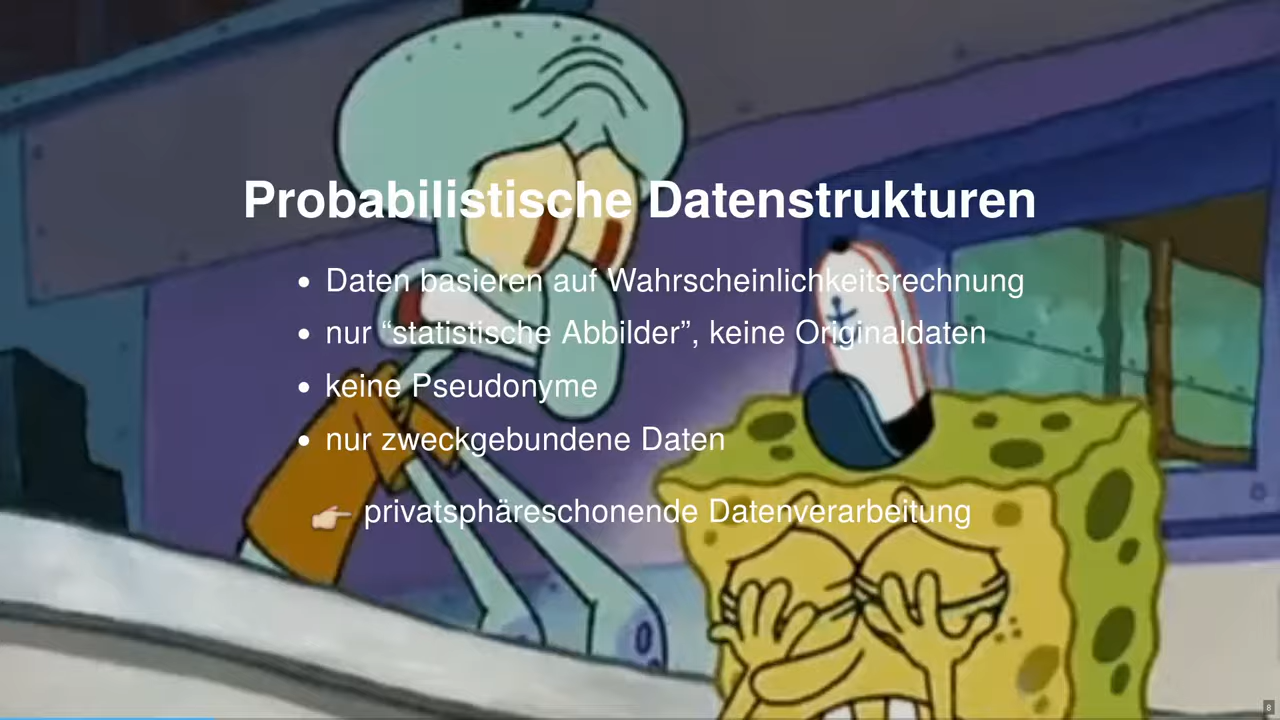 Probabilistische Datenstrukturen
• Daten basieren auf Wahrscheinlichkeitsrechnung
• nur “statistische Abbilder”, keine Originaldaten
• keine Pseudonyme
• nur zweckgebundene Daten
👉 privatsphäreschonende Datenverarbeitung
8